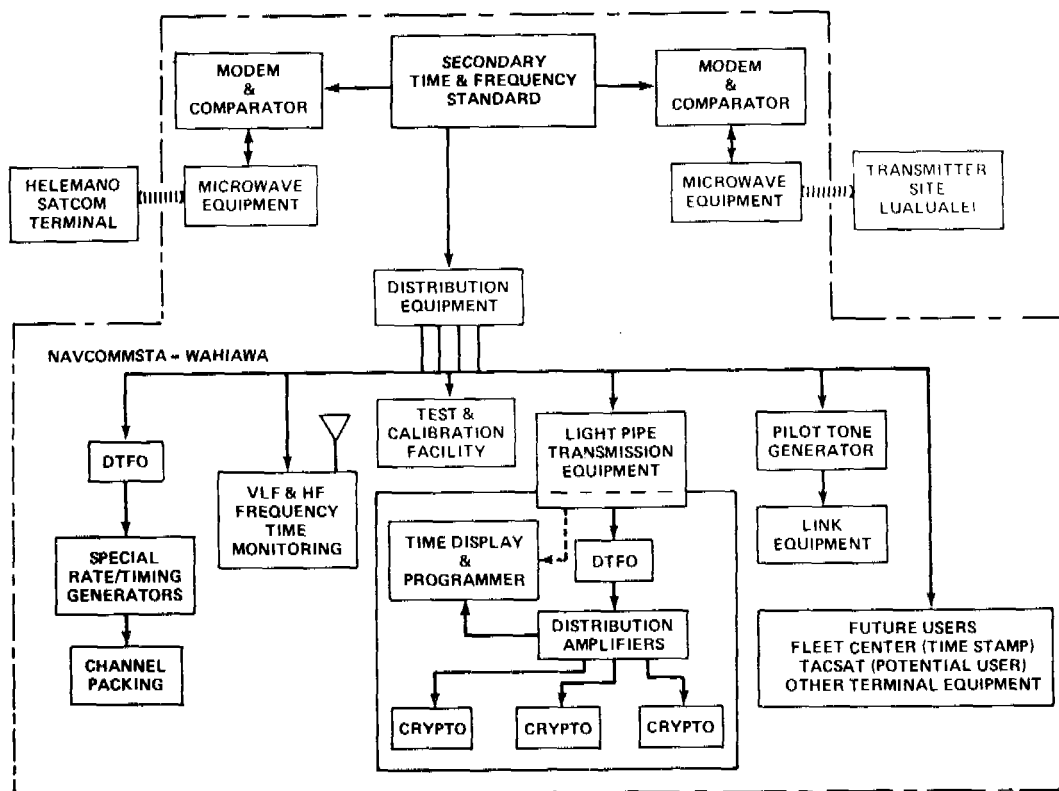 MODEM
&
COMPARATOR
SECONDARY
TIME & FREQUENCY
STANDARD
MODEM
&
COMPARATOR
HELEMANO
SATCOM
TERMINAL
MICROWAVE
EQUIPMENT
MICROWAVE
EQUIPMENT
TRANSMITTER
SITE
LUALUALEI
DISTRIBUTION
EQUIPMENT
NAVCOMMSTA - WAHIAWA
DTFO
VLF & HF
FREQUENCY
TIME
MONITORING
TEST &
CALIBRATION
FACILITY
LIGHT PIPE
TRANSMISSION
EQUIPMENT
PILOT TONE
GENERATOR
LINK
EQUIPMENT
SPECIAL
RATE/TIMING
GENERATORS
CHANNEL
PACKING
TIME DISPLAY
&
PROGRAMMER
DTFO
DISTRIBUTION
AMPLIFIERS
CRYPTO
CRYPTO
CRYPTO
FUTURE USERS
FLEET CENTER (TIME STAMP)
TACSAT (POTENTIAL USER)
OTHER TERMINAL EQUIPMENT